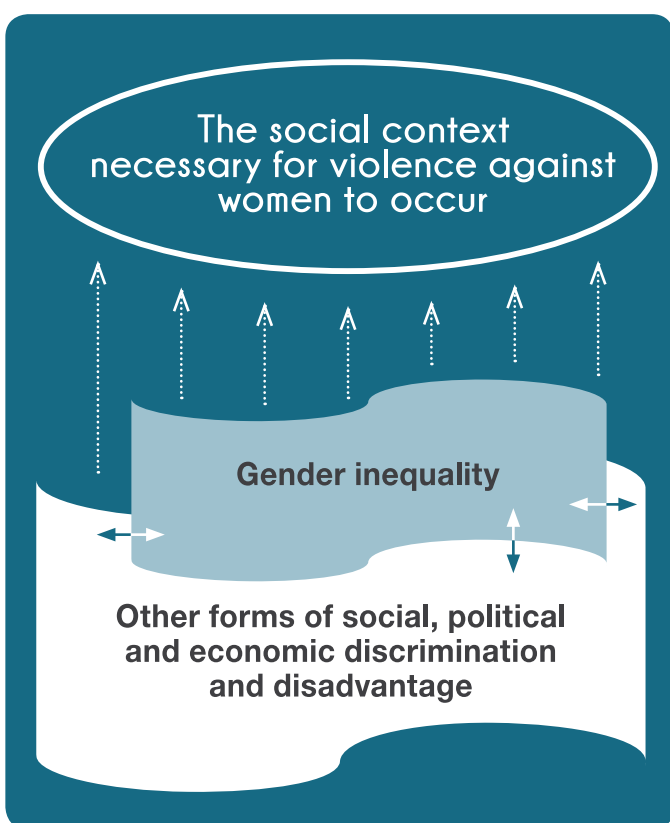 The social context
necessary for violence against
women to occur
Gender inequality
Other forms of social, political
and economic discrimination
and disadvantage